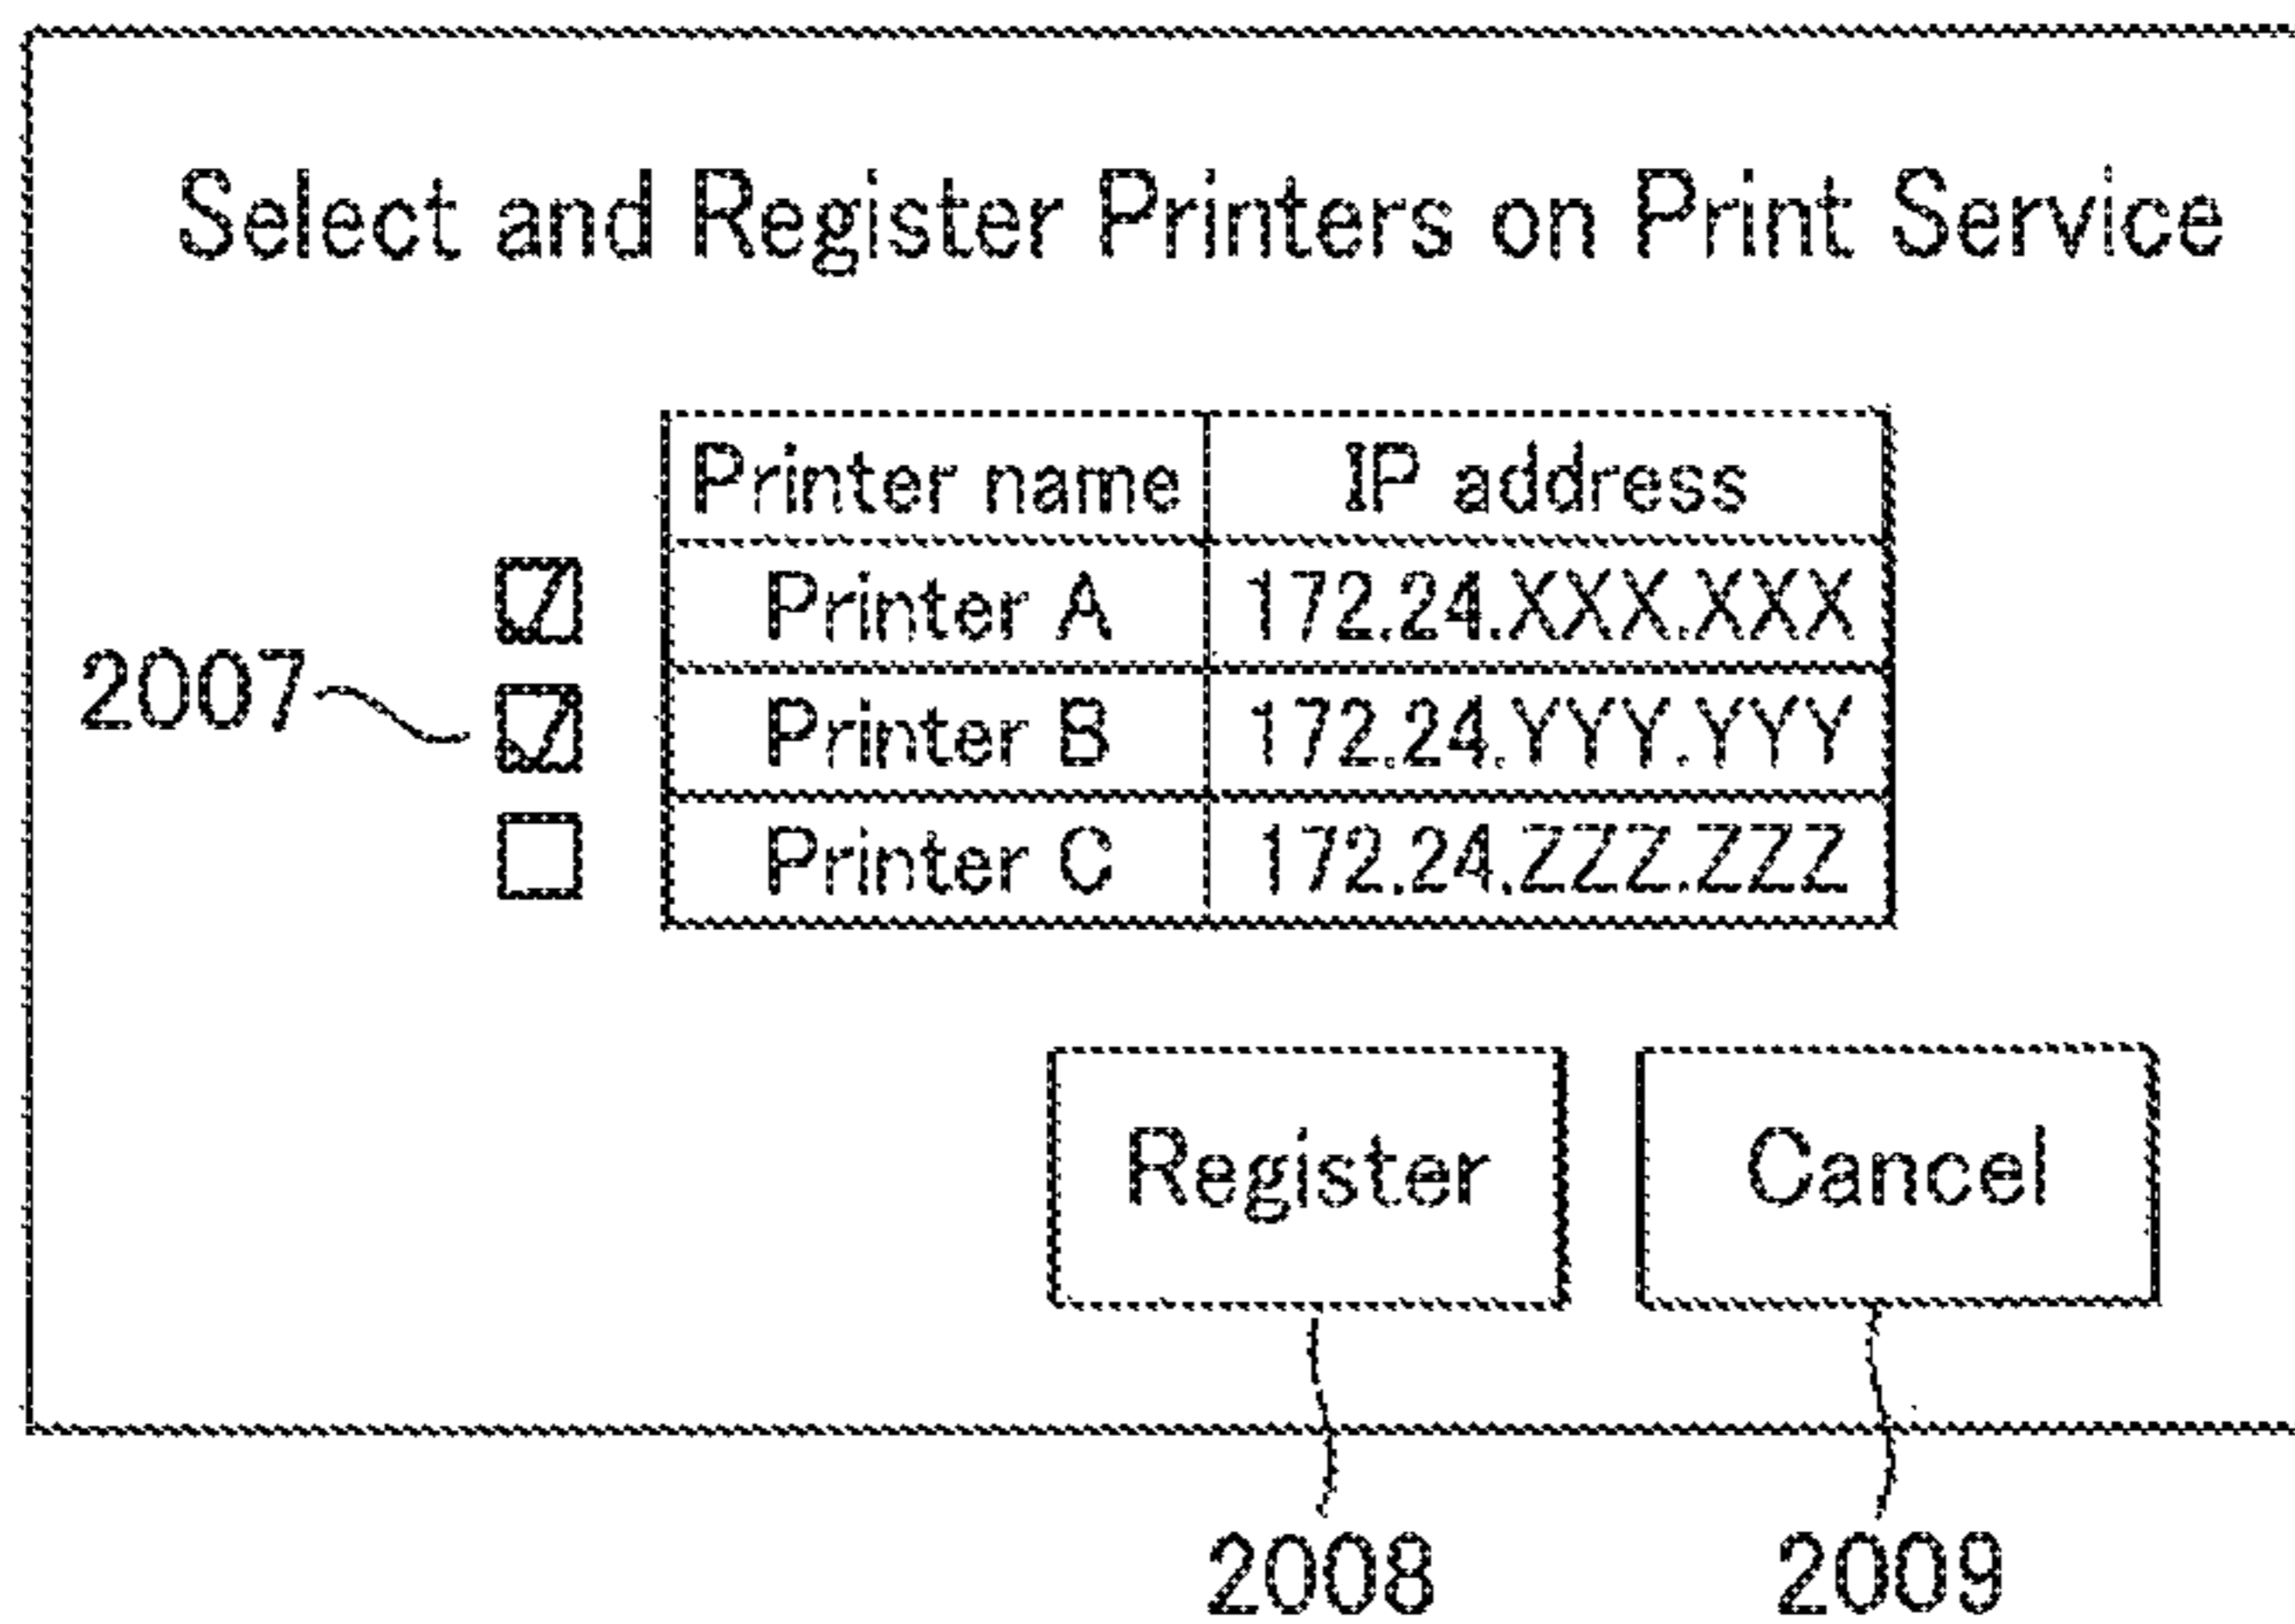 Select and Register Printers on Print Service
Printer name IP address
Printer A 172.24.XXX.XXX
2007
Printer B 172.24.YYY.YYY
Printer C 172.24.ZZZ.ZZZ
Register Cancel
2008 2009